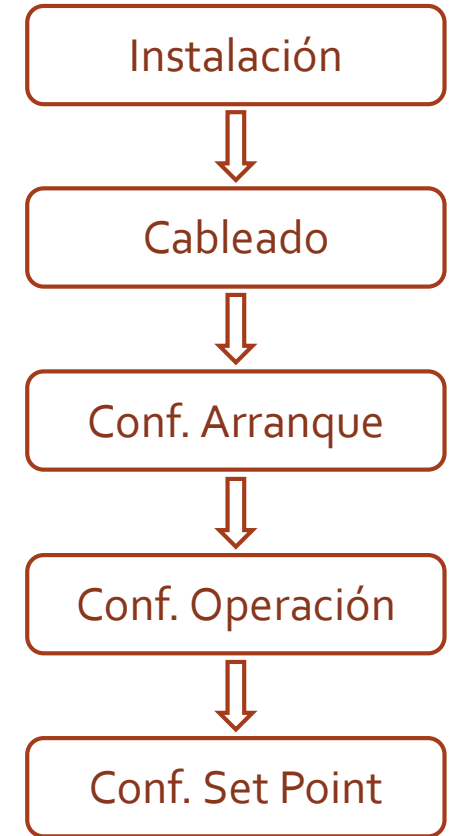 Instalación
Cableado
Conf. Arranque
Conf. Operación
Conf. Set Point